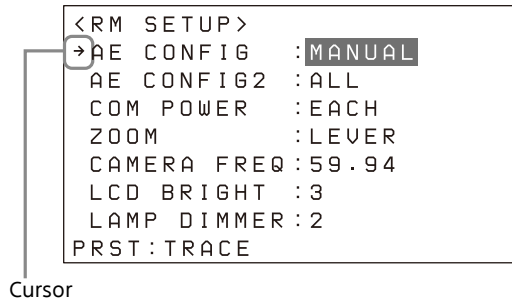 <RM SETUP>
→AE CONFIG :MANUAL
AE CONFIG2 :ALL
COM POWER :EACH
ZOOM :LEVER
CAMERA FREQ:59.94
LCD BRIGHT :3
LAMP DIMMER:2
PRST:TRACE
Cursor